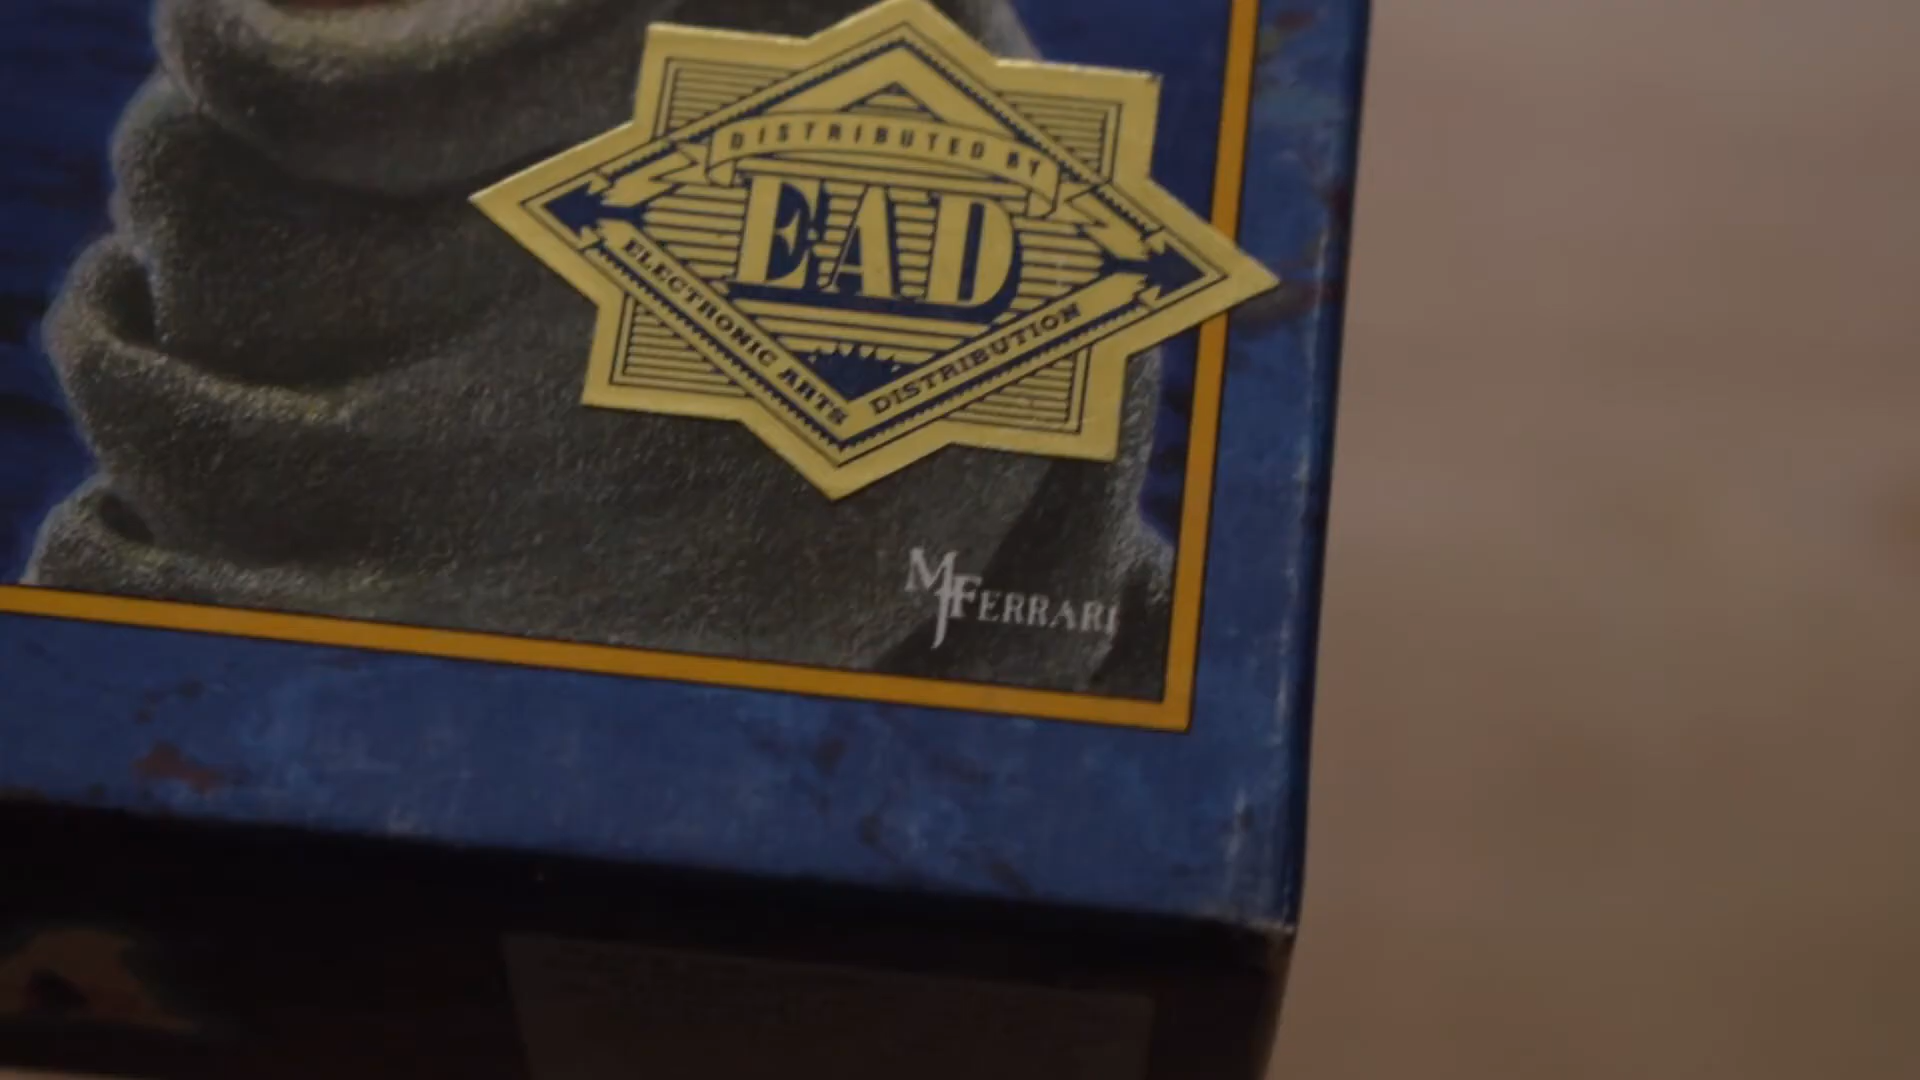 DISTRIBUTED BY
EAD
ELECTRONIC ARTS DISTRIBUTION
MJFERRARI